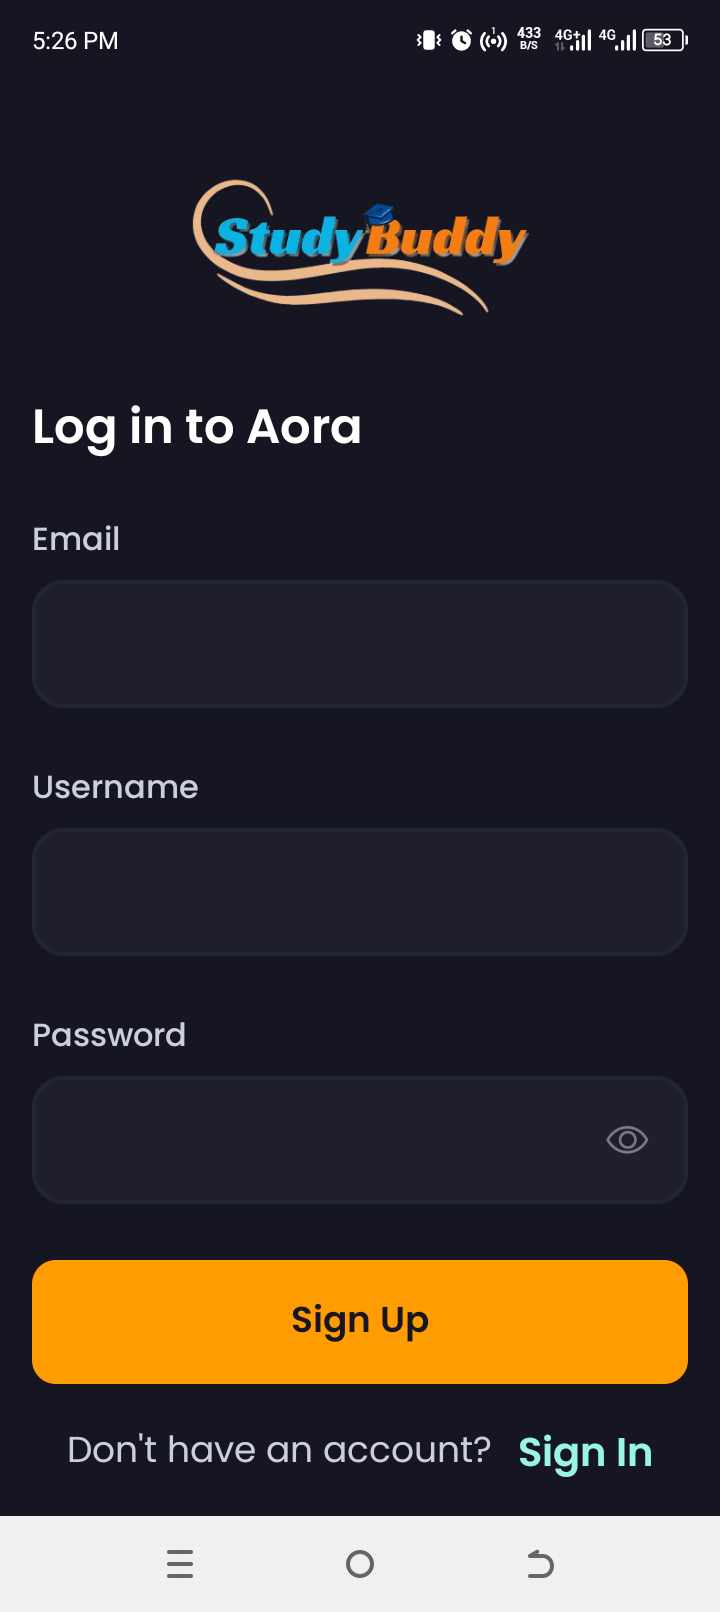 5:26 PM 1 433 B/S 4G+ 4G 53
StudyBuddy
Log in to Aora
Email
Username
Password
Sign Up
Don't have an account? Sign In